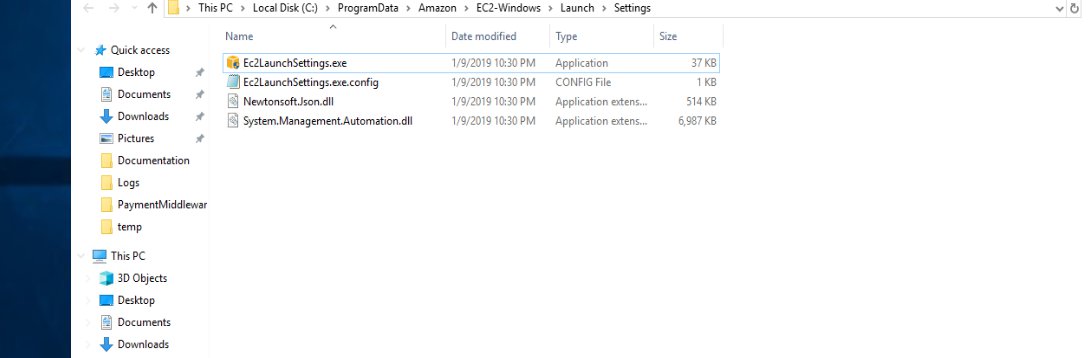 This PC > Local Disk (C:) > ProgramData > Amazon > EC2-Windows > Launch > Settings
Name Date modified Type Size
Quick access
Desktop
Documents
Downloads
Pictures
Documentation
Logs
PaymentMiddlewar
temp
This PC
3D Objects
Desktop
Documents
Downloads
Ec2LaunchSettings.exe 1/9/2019 10:30 PM Application 37 KB
Ec2LaunchSettings.exe.config 1/9/2019 10:30 PM CONFIG File 1 KB
Newtonsoft.Json.dll 1/9/2019 10:30 PM Application extens... 514 KB
System.Management.Automation.dll 1/9/2019 10:30 PM Application extens... 6,987 KB